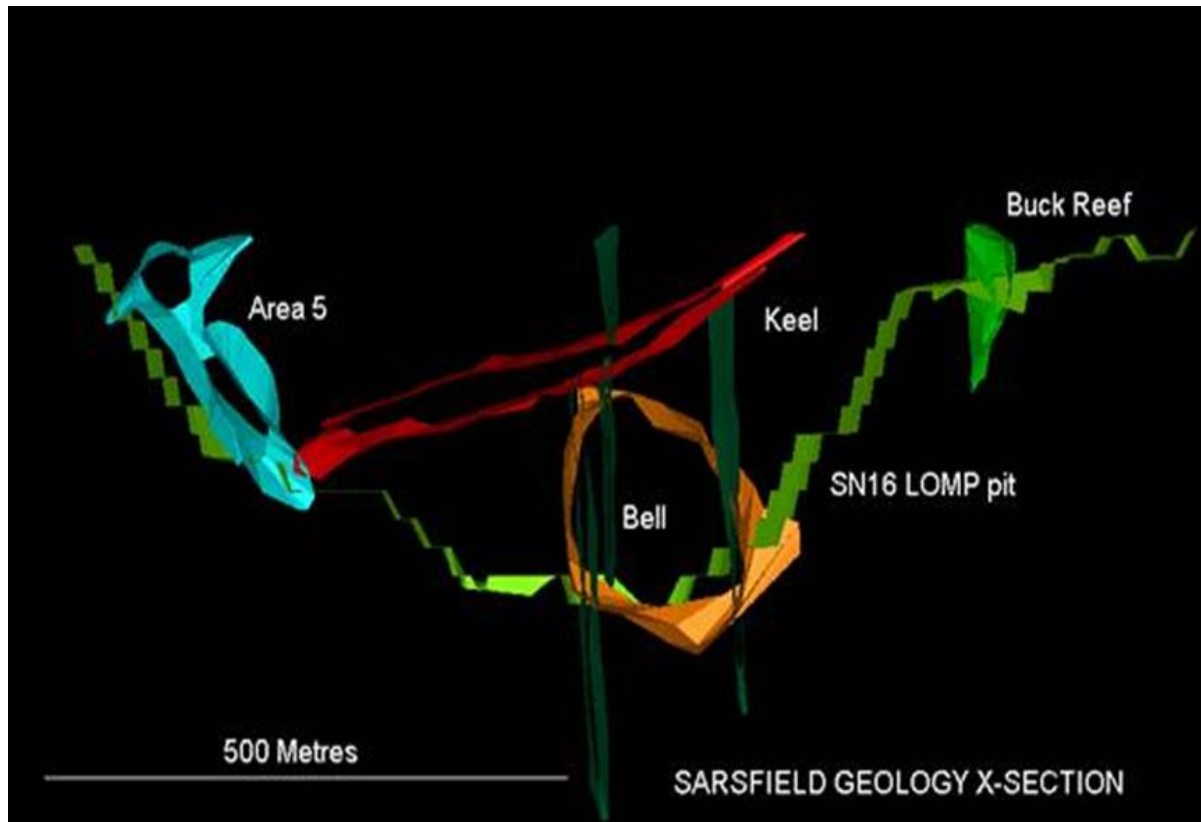 Buck Reef
Area 5
Keel
SN16 LOMP pit
Bell
500 Metres
SARSFIELD GEOLOGY X-SECTION